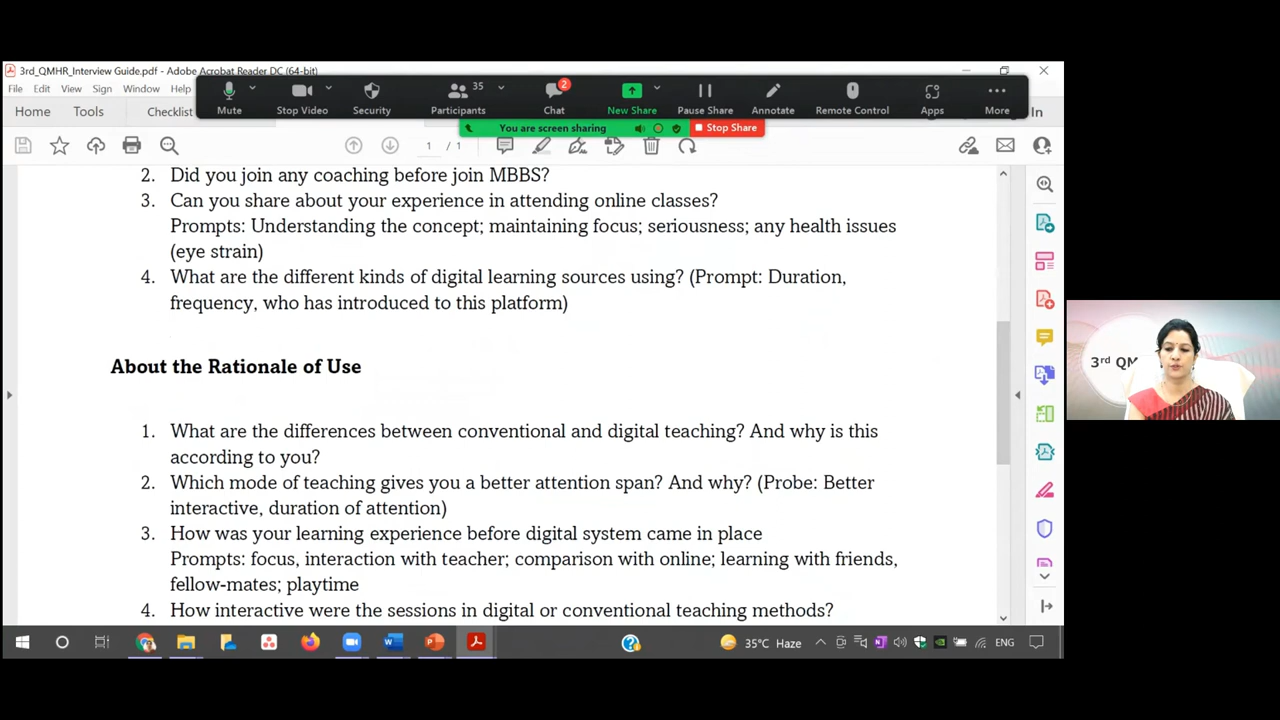 3rd_QMHR_Interview Guide.pdf - Adobe Acrobat Reader DC (64-bit)
File Edit View Sign Window Help
Mute Stop Video Security Participants 35 Chat 2 New Share Pause Share Annotate Remote Control Apps More
Home Tools Checklist In
You are screen sharing Stop Share
1 / 1
2. Did you join any coaching before join MBBS?
3. Can you share about your experience in attending online classes?
Prompts: Understanding the concept; maintaining focus; seriousness; any health issues
(eye strain)
4. What are the different kinds of digital learning sources using? (Prompt: Duration,
frequency, who has introduced to this platform)
3rd QM
About the Rationale of Use
1. What are the differences between conventional and digital teaching? And why is this
according to you?
2. Which mode of teaching gives you a better attention span? And why? (Probe: Better
interactive, duration of attention)
3. How was your learning experience before digital system came in place
Prompts: focus, interaction with teacher; comparison with online; learning with friends,
fellow-mates; playtime
4. How interactive were the sessions in digital or conventional teaching methods?
35°C Haze ENG